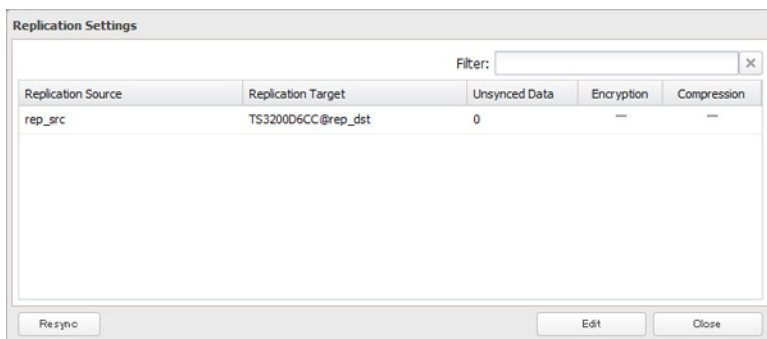 Replication Settings
Filter:
Replication Source Replication Target Unsynced Data Encryption Compression
rep_src TS3200D6CC@rep_dst 0 — —
Resync Edit Close